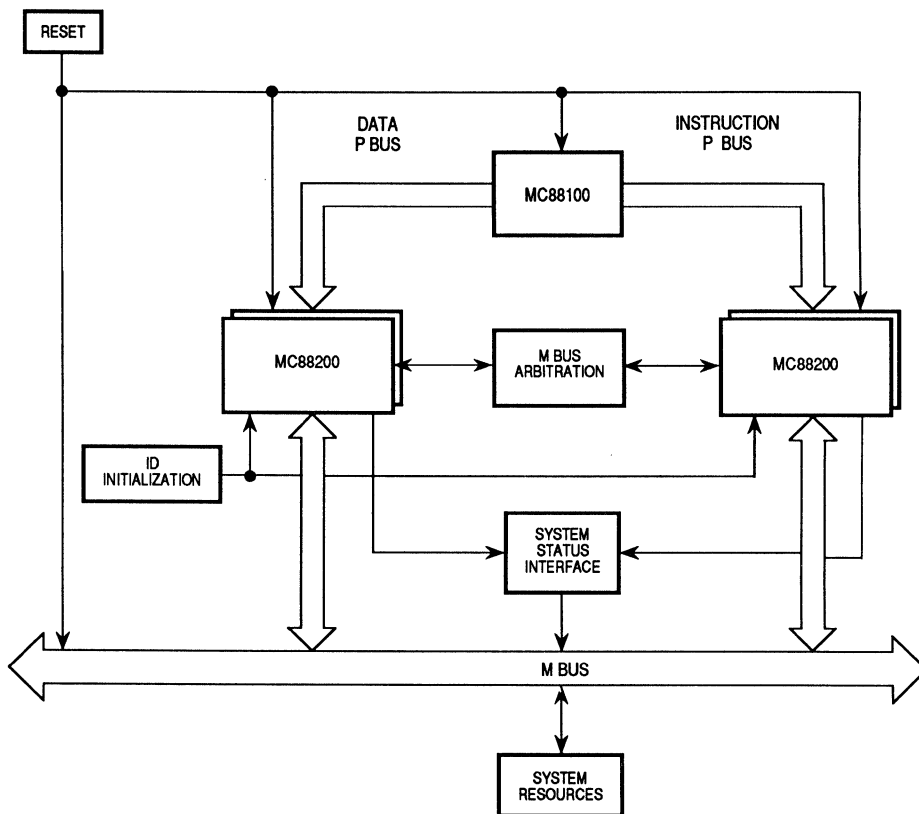 RESET
DATA
P BUS
INSTRUCTION
P BUS
MC88100
MC88200
M BUS
ARBITRATION
MC88200
ID
INITIALIZATION
SYSTEM
STATUS
INTERFACE
M BUS
SYSTEM
RESOURCES